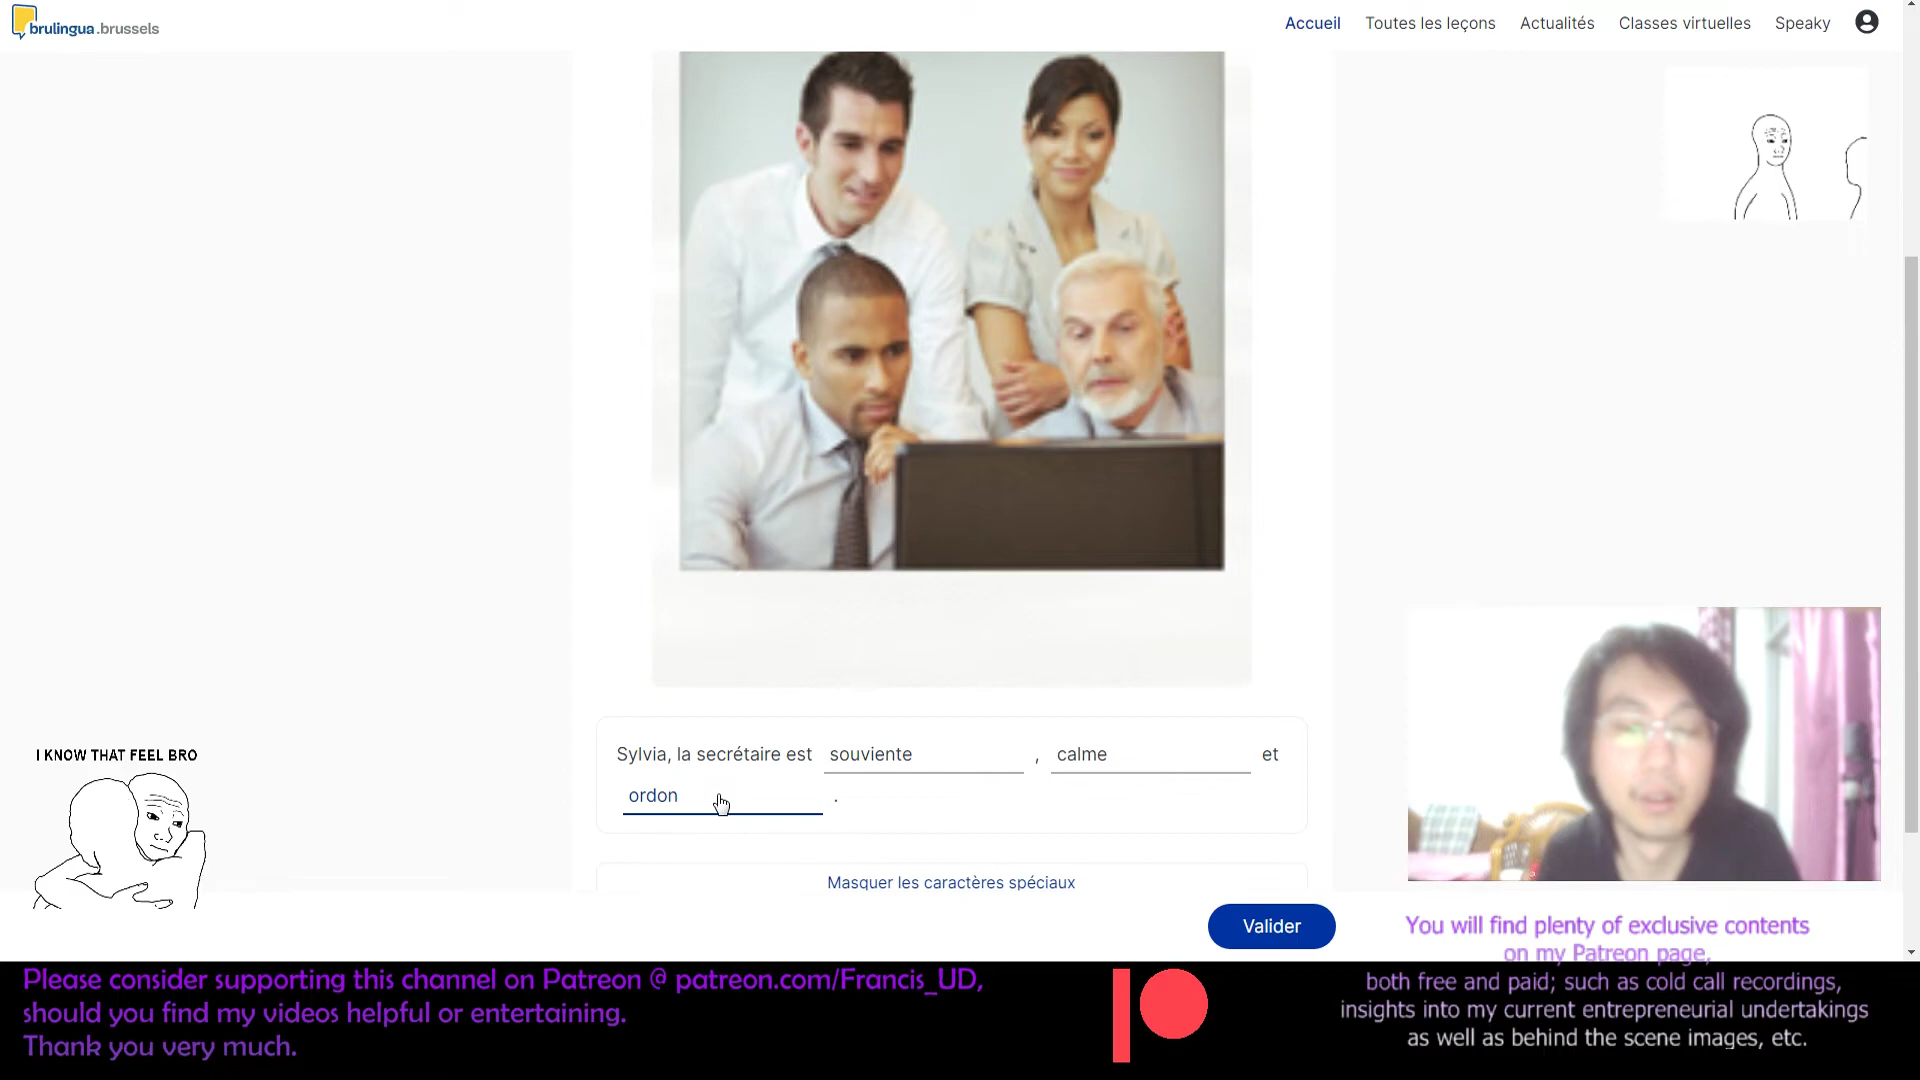 brulingua.brussels
Accueil Toutes les leçons Actualités Classes virtuelles Speaky
I KNOW THAT FEEL BRO
Sylvia, la secrétaire est souviente , calme et
ordon .
Masquer les caractères spéciaux
Valider
You will find plenty of exclusive contents
on my Patreon page,
both free and paid; such as cold call recordings,
insights into my current entrepreneurial undertakings
as well as behind the scene images, etc.
Please consider supporting this channel on Patreon @ patreon.com/Francis_UD,
should you find my videos helpful or entertaining.
Thank you very much.